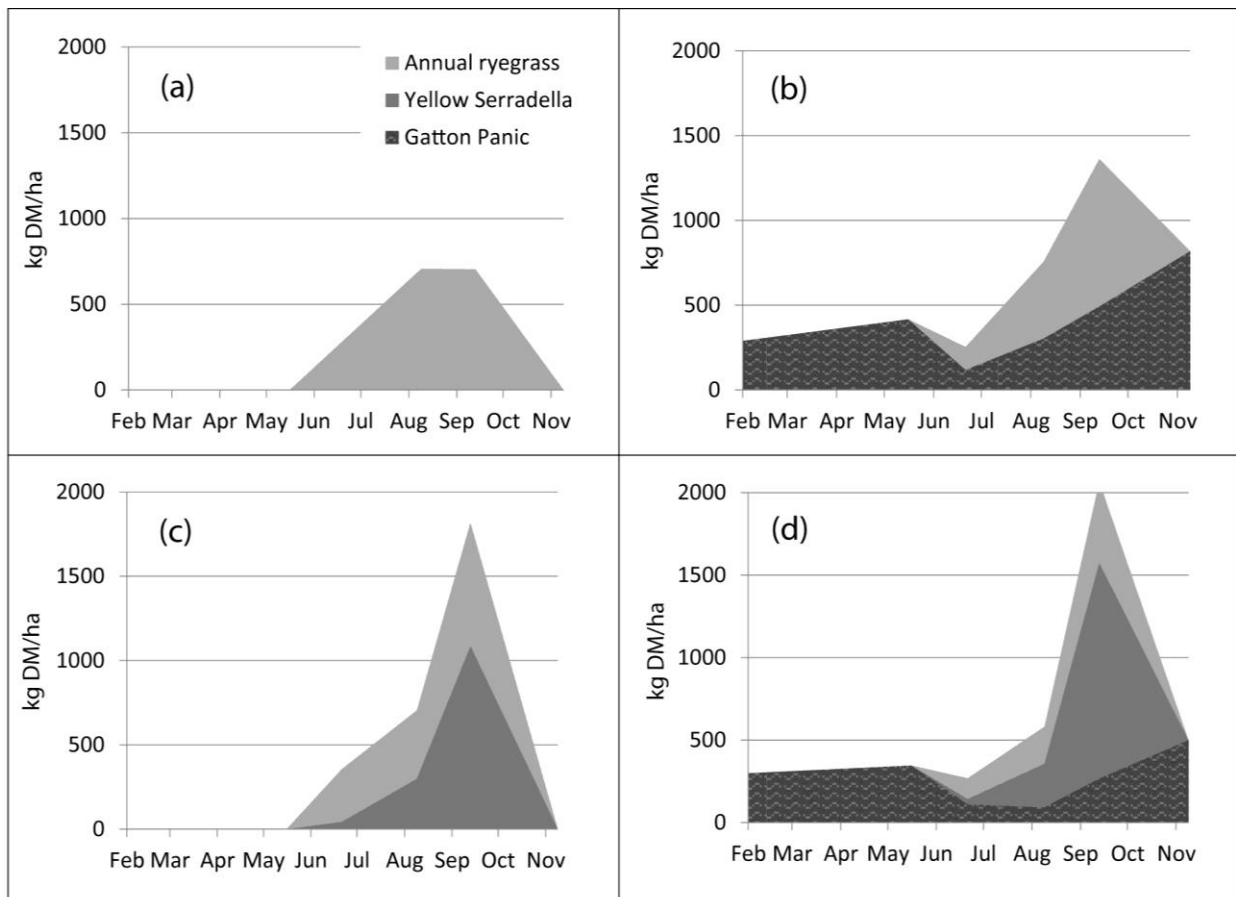 (a)
2000
1500
1000
500
0
kg DM/ha
Annual ryegrass
Yellow Serradella
Gatton Panic
Feb Mar Apr May Jun Jul Aug Sep Oct Nov
(b)
2000
1500
1000
500
0
kg DM/ha
Feb Mar Apr May Jun Jul Aug Sep Oct Nov
(c)
2000
1500
1000
500
0
kg DM/ha
Feb Mar Apr May Jun Jul Aug Sep Oct Nov
(d)
2000
1500
1000
500
0
kg DM/ha
Feb Mar Apr May Jun Jul Aug Sep Oct Nov